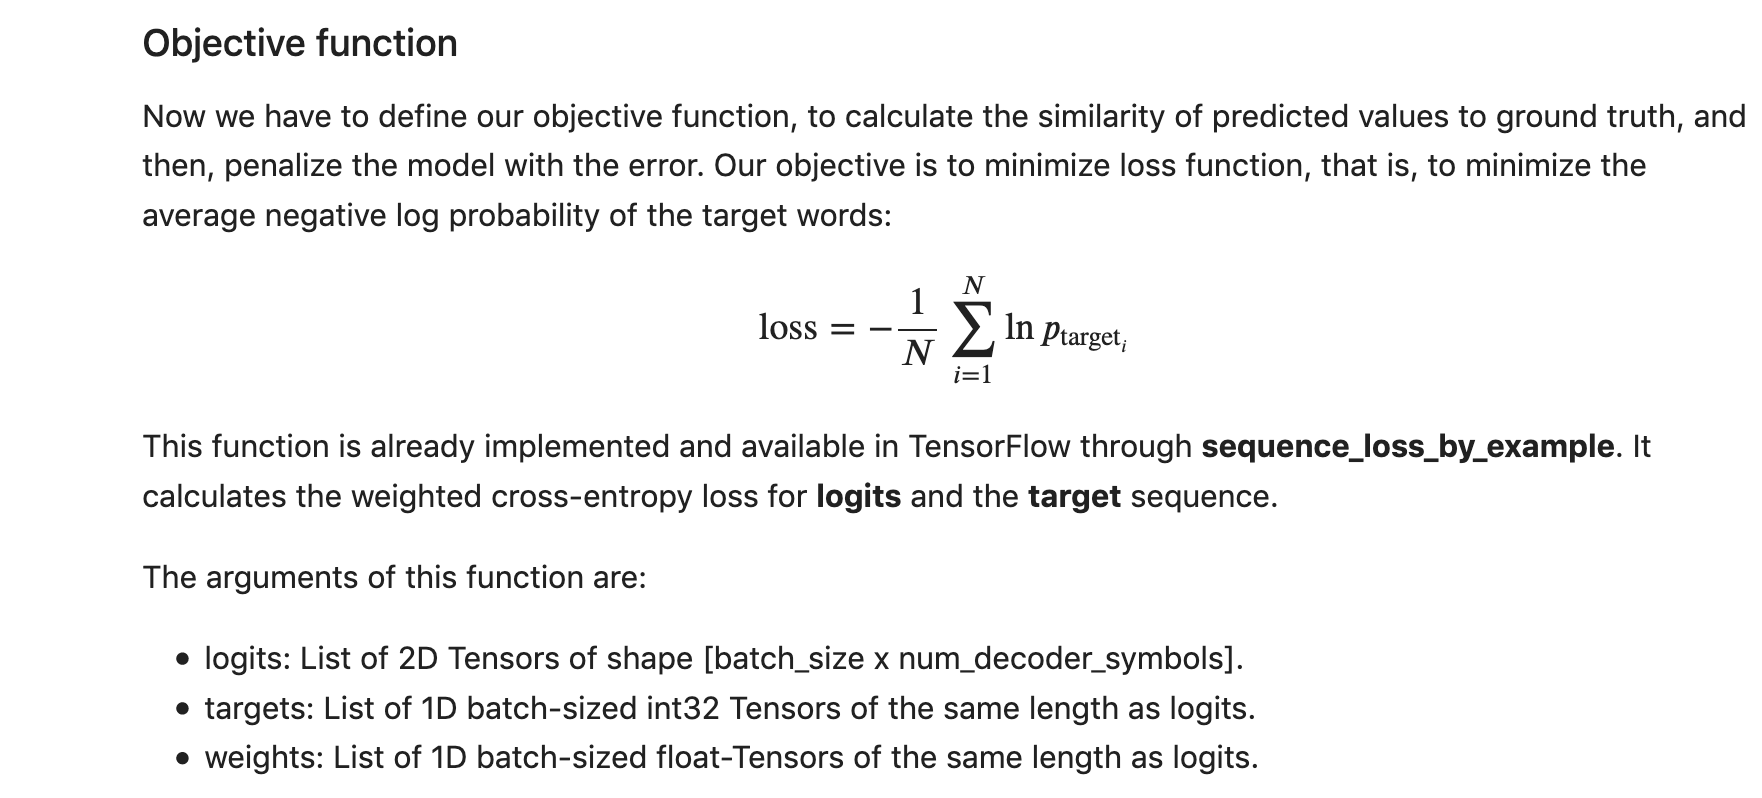 Objective function
Now we have to define our objective function, to calculate the similarity of predicted values to ground truth, and
then, penalize the model with the error. Our objective is to minimize loss function, that is, to minimize the
average negative log probability of the target words:
loss = −\frac{1}{N} \sum_{i=1}^{N} \ln p_{\text{target}_i}
This function is already implemented and available in TensorFlow through sequence_loss_by_example. It
calculates the weighted cross-entropy loss for logits and the target sequence.
The arguments of this function are:
• logits: List of 2D Tensors of shape [batch_size x num_decoder_symbols].
• targets: List of 1D batch-sized int32 Tensors of the same length as logits.
• weights: List of 1D batch-sized float-Tensors of the same length as logits.